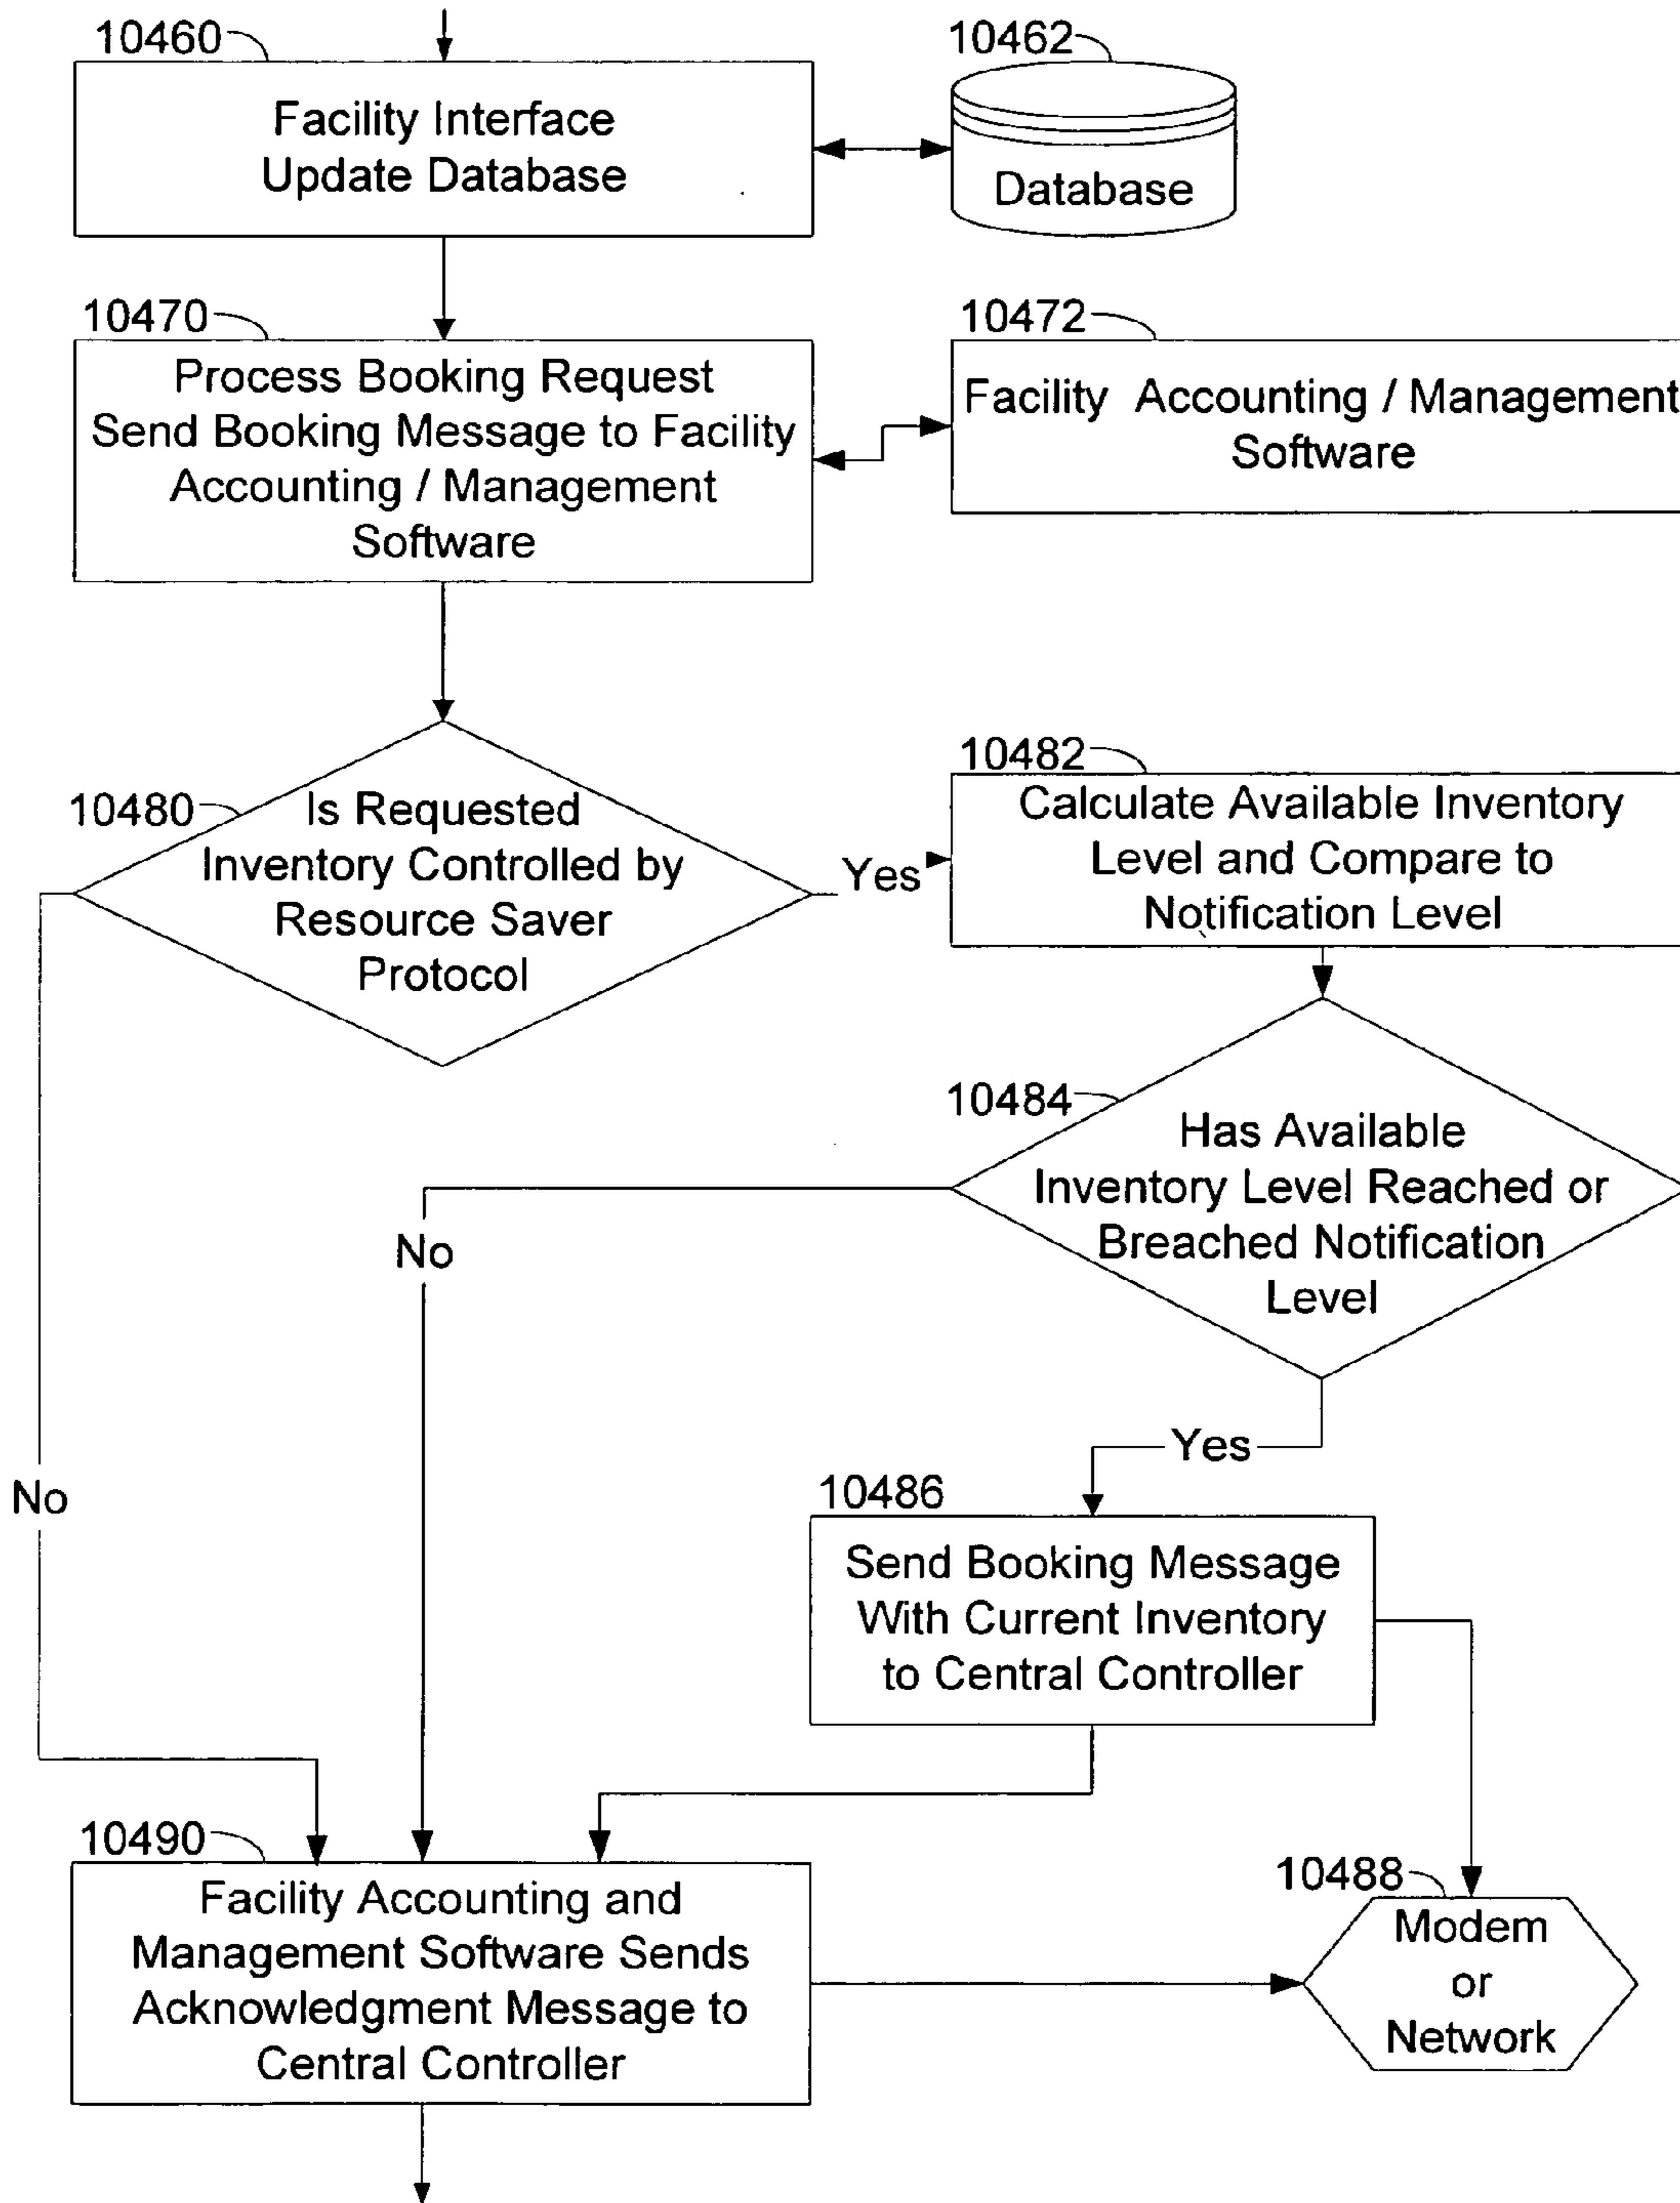 10460
Facility Interface
Update Database
10462
Database
10470
Process Booking Request
Send Booking Message to Facility
Accounting / Management
Software
10472
Facility Accounting / Management
Software
10480
Is Requested
Inventory Controlled by
Resource Saver
Protocol
Yes
10482
Calculate Available Inventory
Level and Compare to
Notification Level
10484
Has Available
Inventory Level Reached or
Breached Notification
Level
No
Yes
No
10486
Send Booking Message
With Current Inventory
to Central Controller
10490
Facility Accounting and
Management Software Sends
Acknowledgment Message to
Central Controller
10488
Modem
or
Network